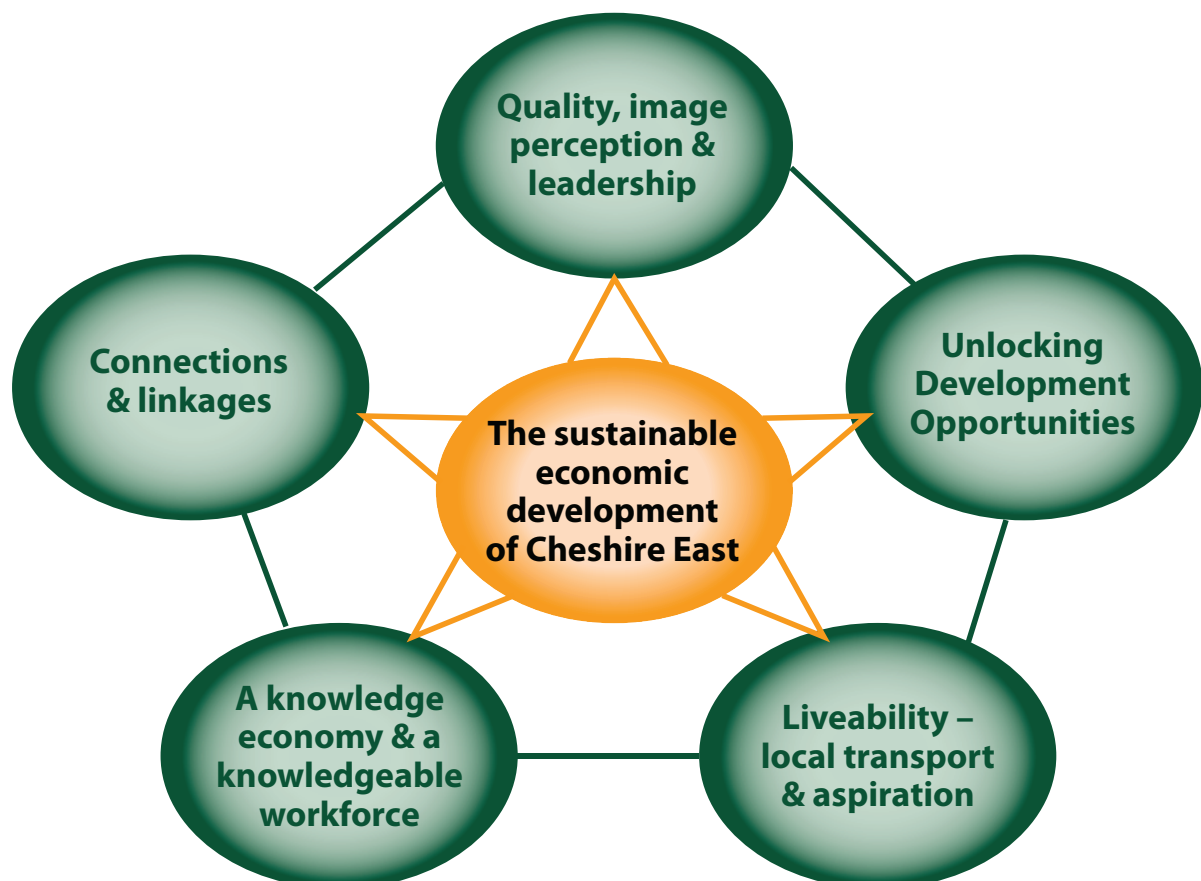 Quality, image
perception &
leadership
Connections
& linkages
Unlocking
Development
Opportunities
The sustainable
economic
development
of Cheshire East
A knowledge
economy & a
knowledgeable
workforce
Liveability –
local transport
& aspiration